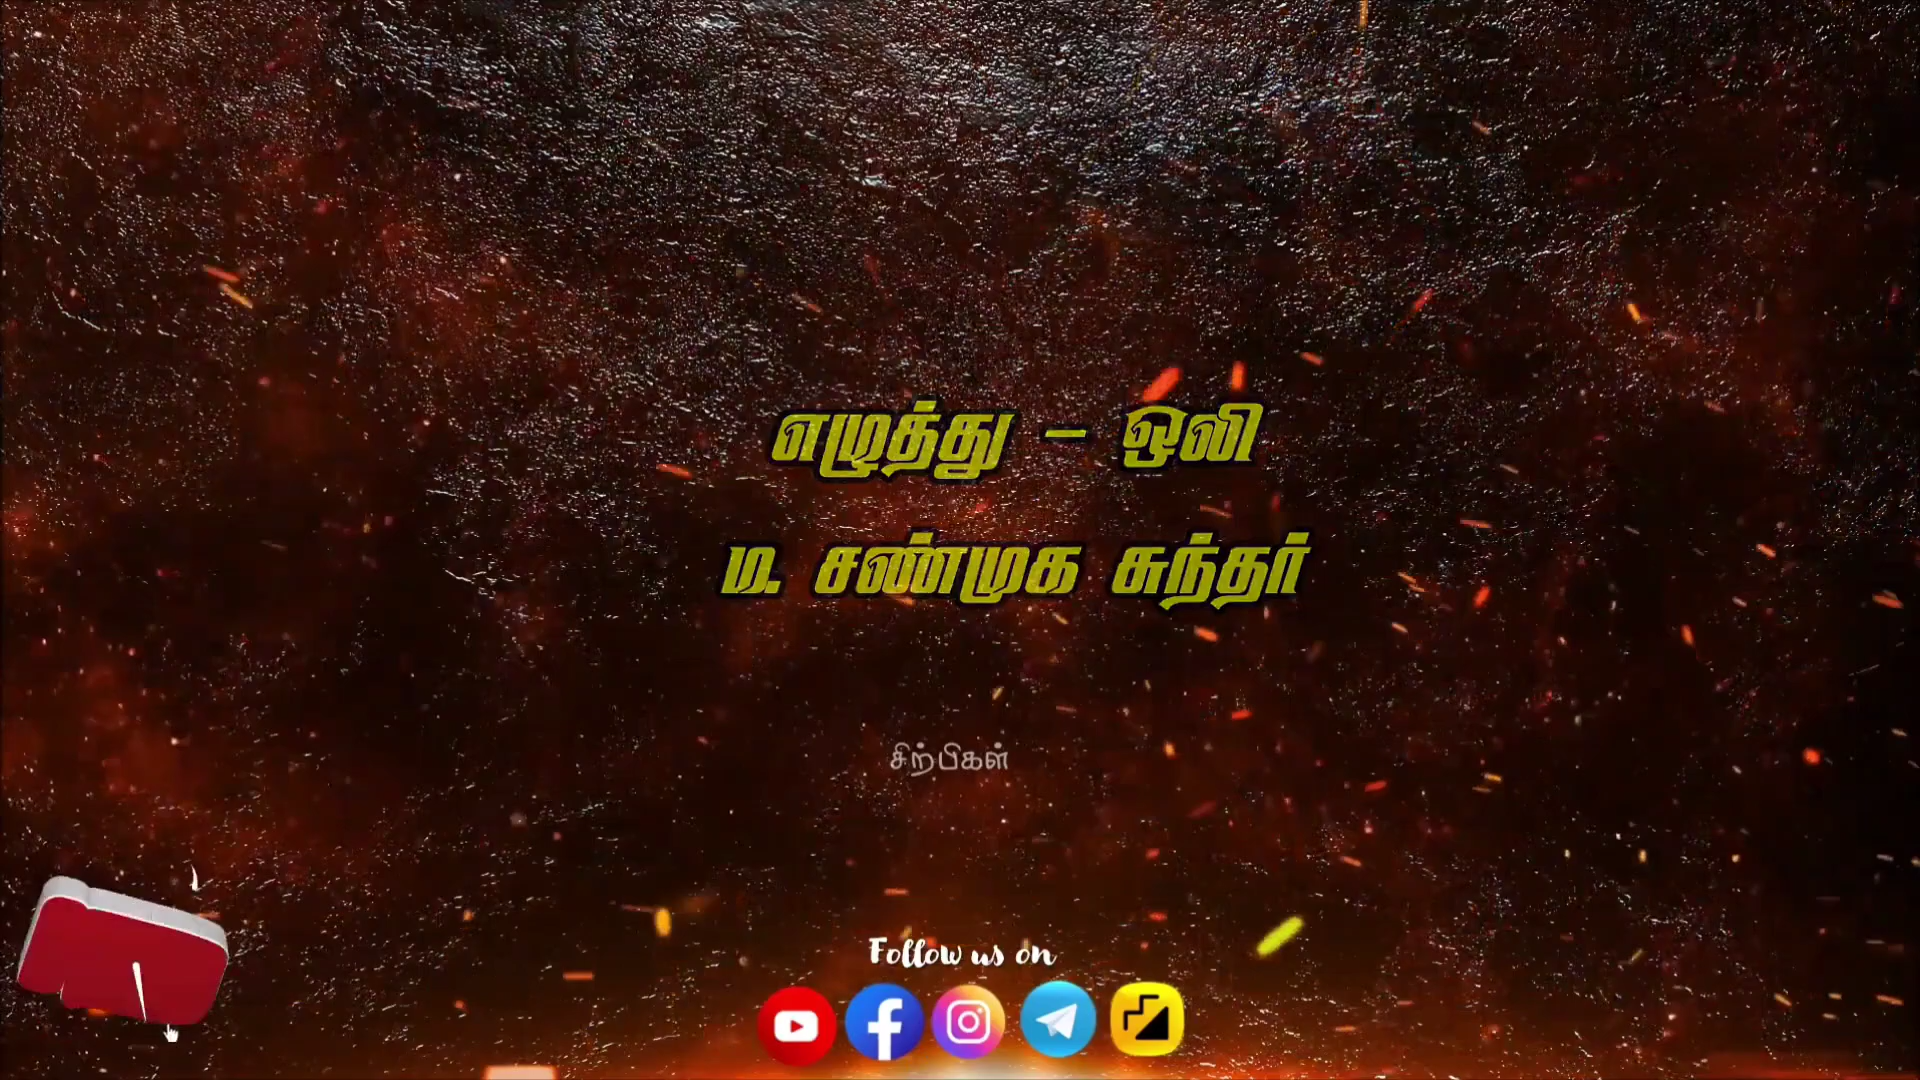 எழுத்து - ஒலி
ம. சண்முக சுந்தர்
சிற்பிகள்
Follow us on